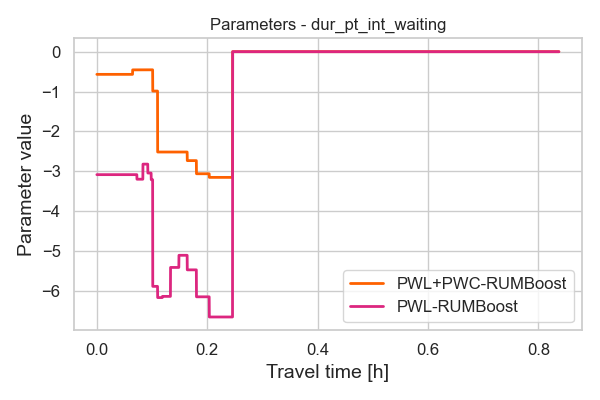 Parameters - dur_pt_int_waiting
Parameter value
0
−1
−2
−3
−4
−5
−6
PWL+PWC-RUMBoost
PWL-RUMBoost
0.0 0.2 0.4 0.6 0.8
Travel time [h]